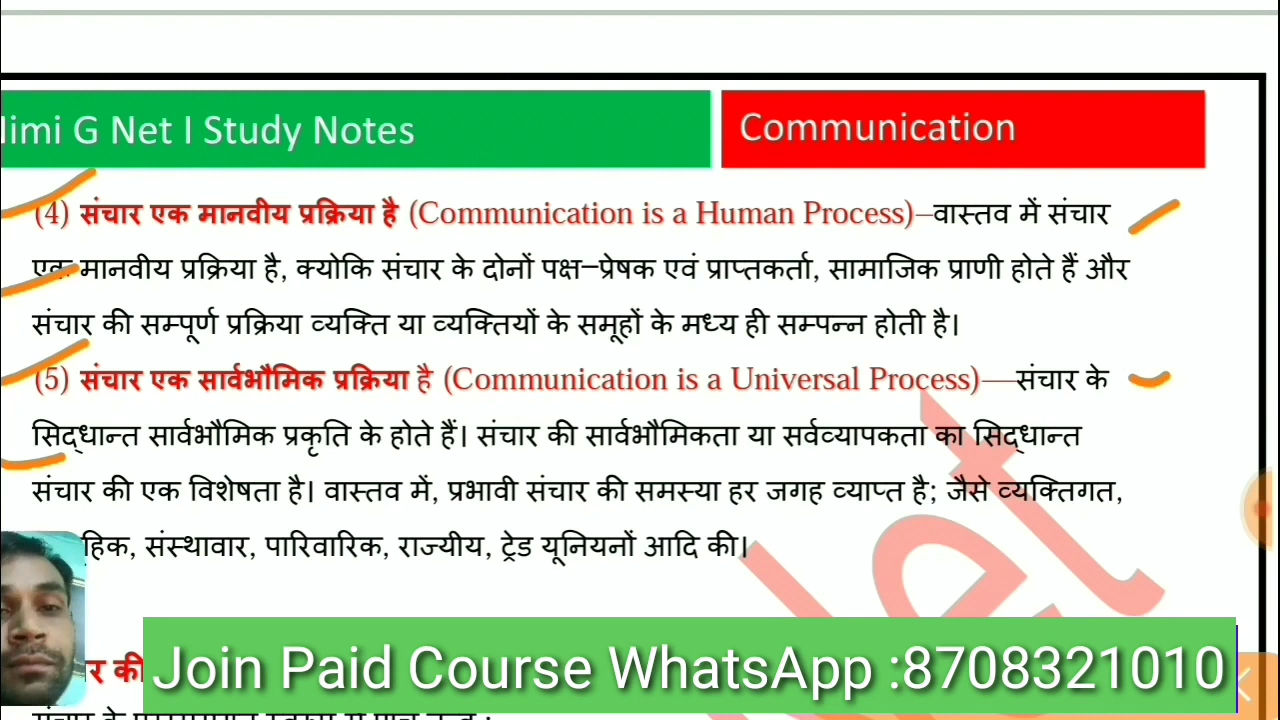 G Net I Study Notes
Communication
(4) संचार एक मानवीय प्रक्रिया है (Communication is a Human Process)–वास्तव में संचार
एक मानवीय प्रक्रिया है, क्योकि संचार के दोनों पक्ष–प्रेषक एवं प्राप्तकर्ता, सामाजिक प्राणी होते हैं और
संचार की सम्पूर्ण प्रक्रिया व्यक्ति या व्यक्तियों के समूहों के मध्य ही सम्पन्न होती है।
(5) संचार एक सार्वभौमिक प्रक्रिया है (Communication is a Universal Process)—संचार के
सिद्धान्त सार्वभौमिक प्रकृति के होते हैं। संचार की सार्वभौमिकता या सर्वव्यापकता का सिद्धान्त
संचार की एक विशेषता है। वास्तव में, प्रभावी संचार की समस्या हर जगह व्याप्त है; जैसे व्यक्तिगत,
संस्थावार, पारिवारिक, राज्यीय, ट्रेड यूनियनों आदि की।
की
Join Paid Course WhatsApp :8708321010